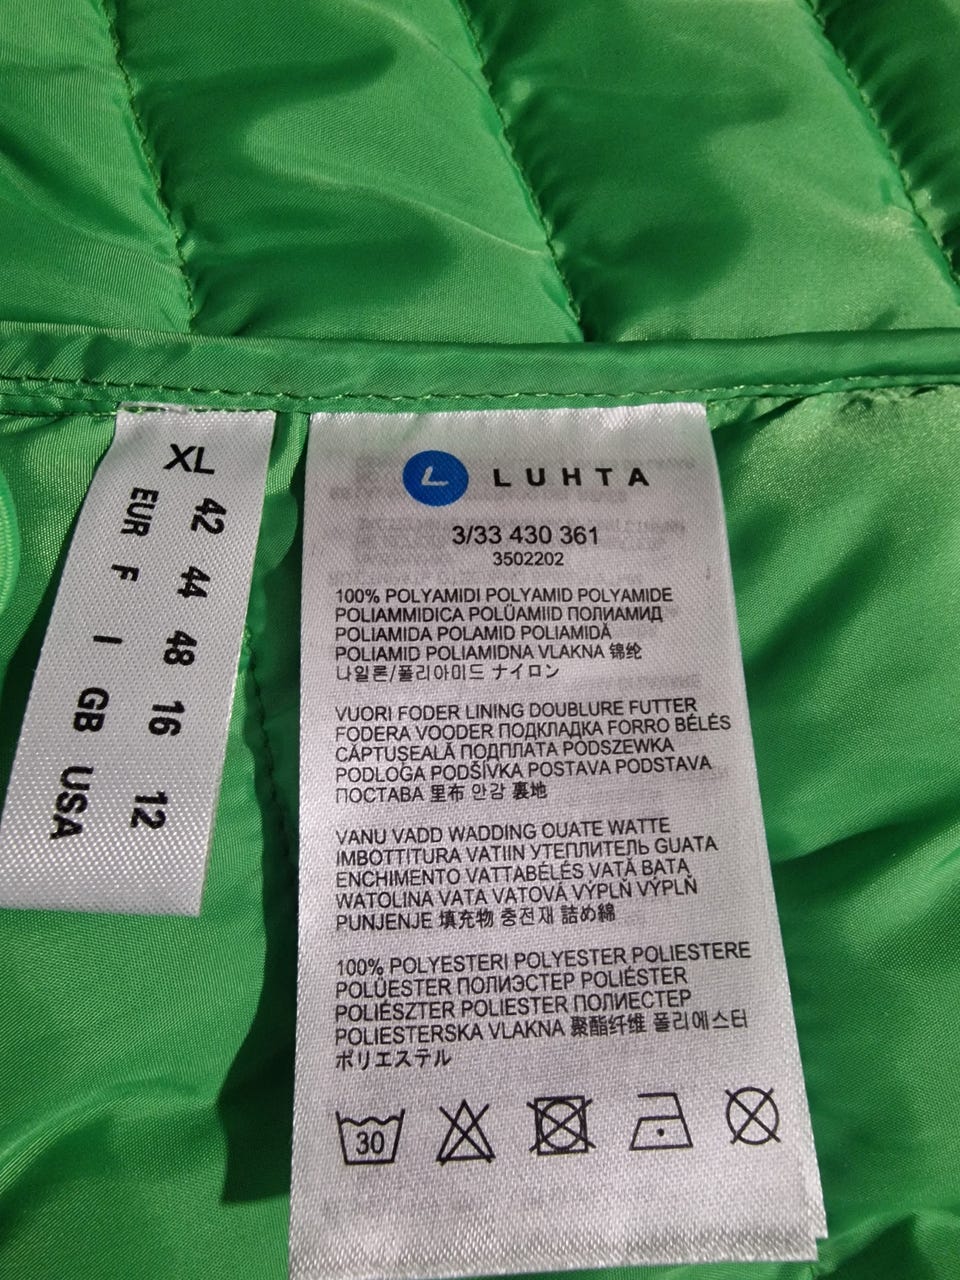 XL
42 44 48 16 12
EUR F I GB USA
L LUHTA
3/33 430 361
3502202
100% POLYAMIDI POLYAMID POLYAMIDE
POLIAMMIDICA POLÜAMIID ПОЛИАМИД
POLIAMIDA POLAMID POLIAMIDĂ
POLIAMID POLIAMIDNA VLAKNA 锦纶
나일론/폴리아미드 ナイロン
VUORI FODER LINING DOUBLURE FUTTER
FODERA VOODER ПОДКЛАДКА FORRO BÉLÉS
CĂPTUŞEALĂ ПОДПЛАТА PODSZEWKA
PODLOGA PODŠÍVKA POSTAVA PODSTAVA
ПОСТАВА 里布 안감 裏地
VANU VADD WADDING OUATE WATTE
IMBOTTITURA VATIIN УТЕПЛИТЕЛЬ GUATA
ENCHIMENTO VATTABÉLÉS VATĂ ВАТА
WATOLINA VATA VATOVÁ VÝPLŇ VÝPLŇ
PUNJENJE 填充物 충전재 詰め綿
100% POLYESTERI POLYESTER POLIESTERE
POLÜESTER ПОЛИЭСТЕР POLIÉSTER
POLIÉSZTER POLIESTER ПОЛИЕСТЕР
POLIESTERSKA VLAKNA 聚酯纤维 폴리에스터
ポリエステル
30